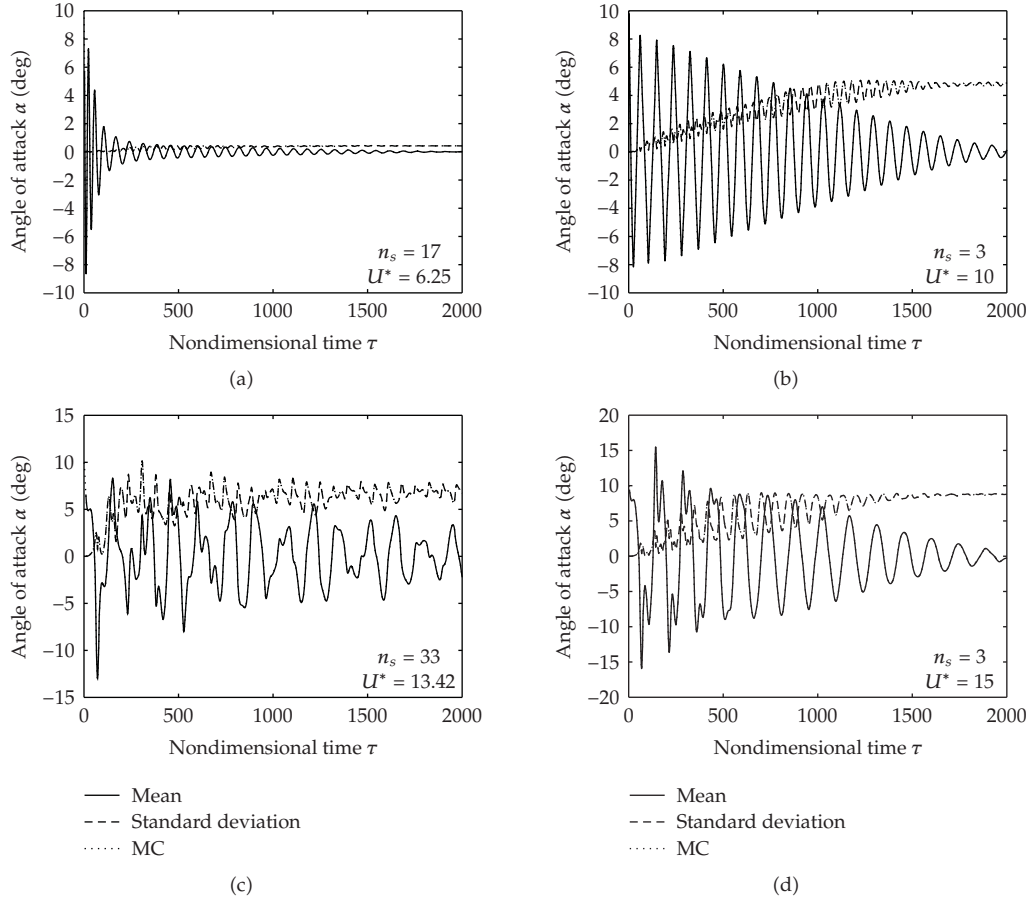 10
8
6
4
2
0
−2
−4
−6
−8
−10
Angle of attack α (deg)
n_s = 17
U* = 6.25
0 500 1000 1500 2000
Nondimensional time τ
(a)
10
8
6
4
2
0
−2
−4
−6
−8
−10
Angle of attack α (deg)
n_s = 3
U* = 10
0 500 1000 1500 2000
Nondimensional time τ
(b)
15
10
5
0
−5
−10
−15
Angle of attack α (deg)
n_s = 33
U* = 13.42
0 500 1000 1500 2000
Nondimensional time τ
Mean
Standard deviation
MC
(c)
20
15
10
5
0
−5
−10
−15
−20
Angle of attack α (deg)
n_s = 3
U* = 15
0 500 1000 1500 2000
Nondimensional time τ
Mean
Standard deviation
MC
(d)